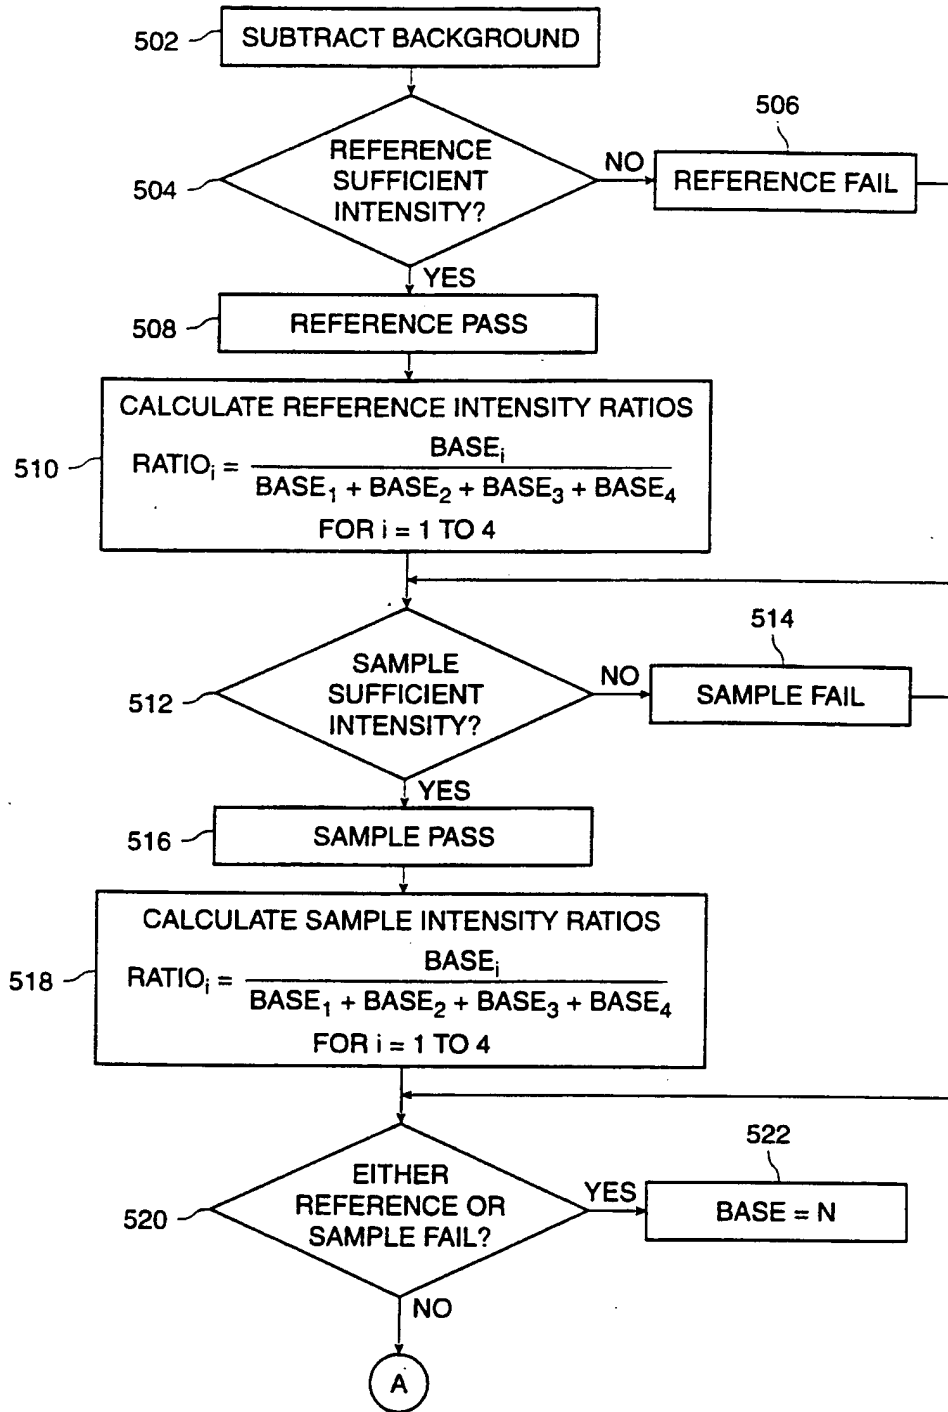 502
SUBTRACT BACKGROUND
504
REFERENCE
SUFFICIENT
INTENSITY?
NO
506
REFERENCE FAIL
YES
508
REFERENCE PASS
510
CALCULATE REFERENCE INTENSITY RATIOS
RATIOi = BASEi / BASE1 + BASE2 + BASE3 + BASE4
FOR i = 1 TO 4
512
SAMPLE
SUFFICIENT
INTENSITY?
NO
514
SAMPLE FAIL
YES
516
SAMPLE PASS
518
CALCULATE SAMPLE INTENSITY RATIOS
RATIOi = BASEi / BASE1 + BASE2 + BASE3 + BASE4
FOR i = 1 TO 4
520
EITHER
REFERENCE OR
SAMPLE FAIL?
YES
522
BASE = N
NO
A